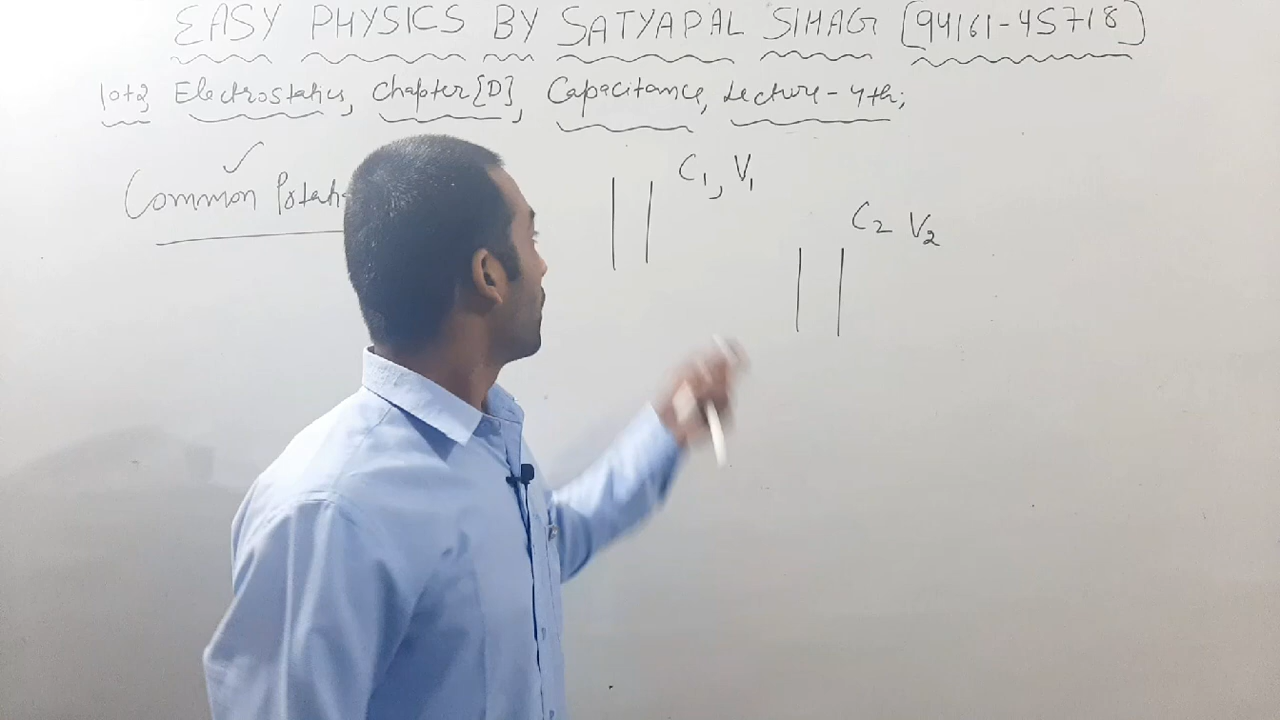 EASY PHYSICS BY SATYAPAL SIHAG [94161-45718]
10+2, Electrostatics, Chapter[D], Capacitance, Lecture-4th;
Common
C1, V1
C2 V2